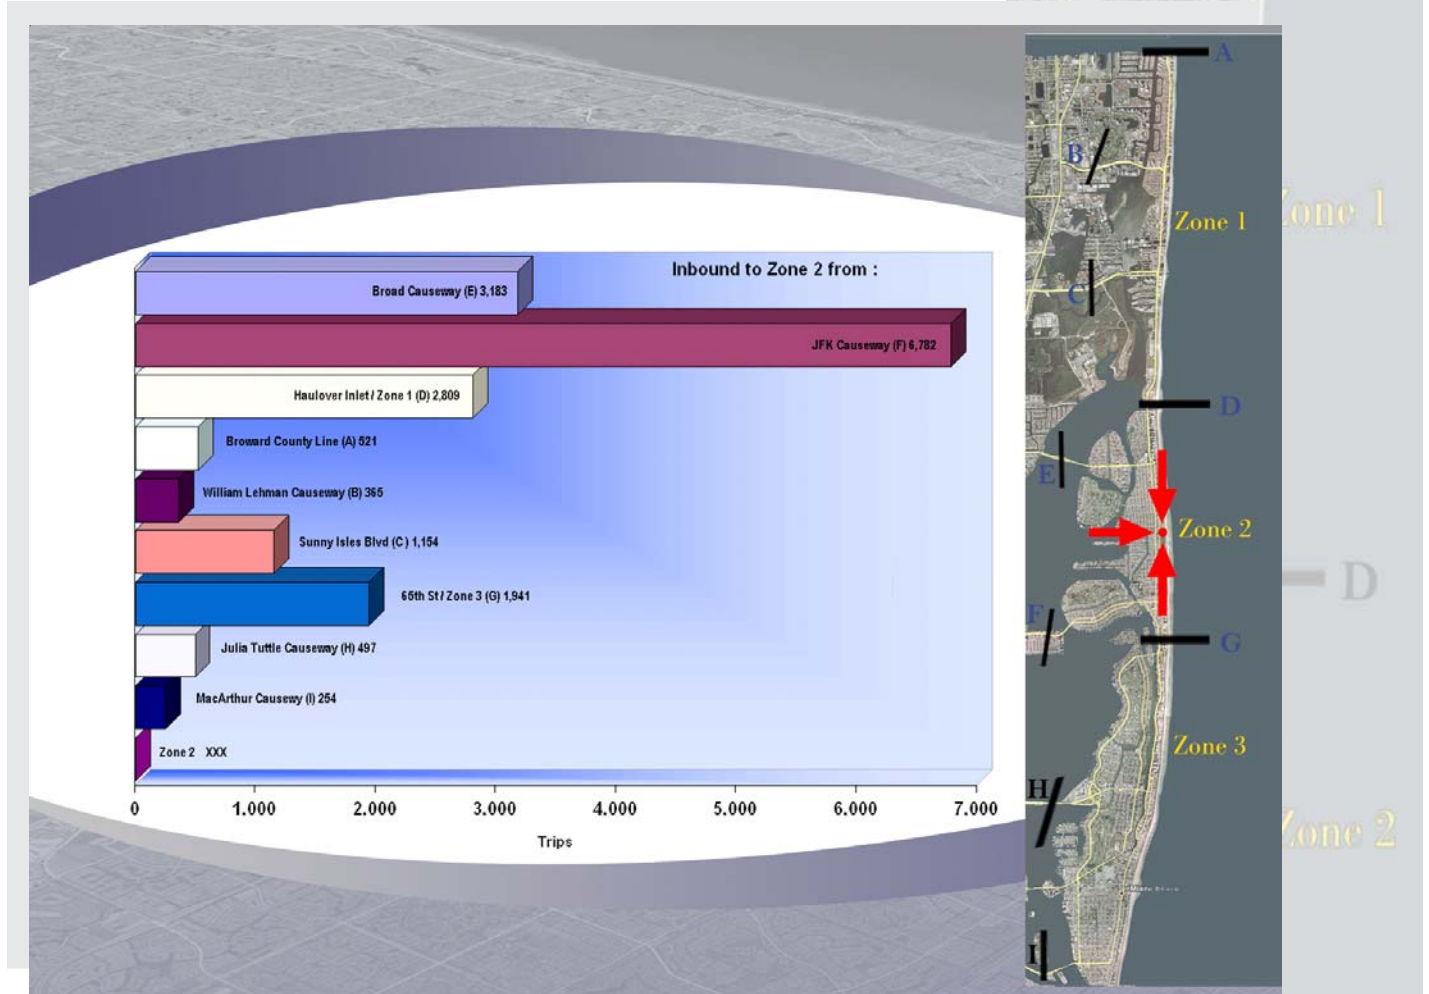 Inbound to Zone 2 from :
Broad Causeway (E) 3,183
JFK Causeway (F) 6,782
Haulover Inlet / Zone 1 (D) 2,809
Broward County Line (A) 521
William Lehman Causeway (B) 365
Sunny Isles Blvd (C) 1,154
65th St / Zone 3 (G) 1,941
Julia Tuttle Causeway (H) 497
MacArthur Causewy (I) 254
Zone 2 XXX
0 1.000 2.000 3.000 4.000 5.000 6.000 7.000
Trips
A
B
Zone 1
C
D
E
Zone 2
F
G
Zone 3
H
I
Zone 1
D
Zone 2